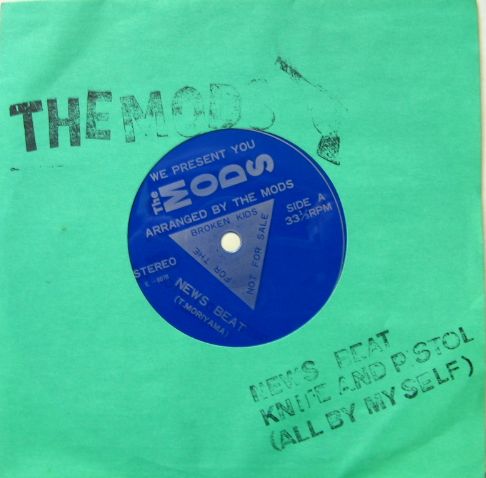 THE MODS
WE PRESENT YOU
The
MODS
ARRANGED BY THE MODS
SIDE A
33⅓RPM
FOR THE BROKEN KIDS
NOT FOR SALE
STEREO
NEWS BEAT
(T.MORIYAMA)
NEWS BEAT
KNIFE AND PISTOL
(ALL BY MY SELF)